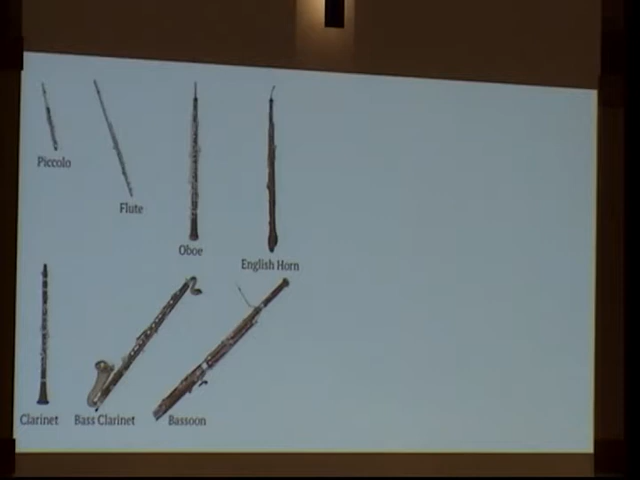 Piccolo
Flute
Oboe
English Horn
Clarinet
Bass Clarinet
Bassoon